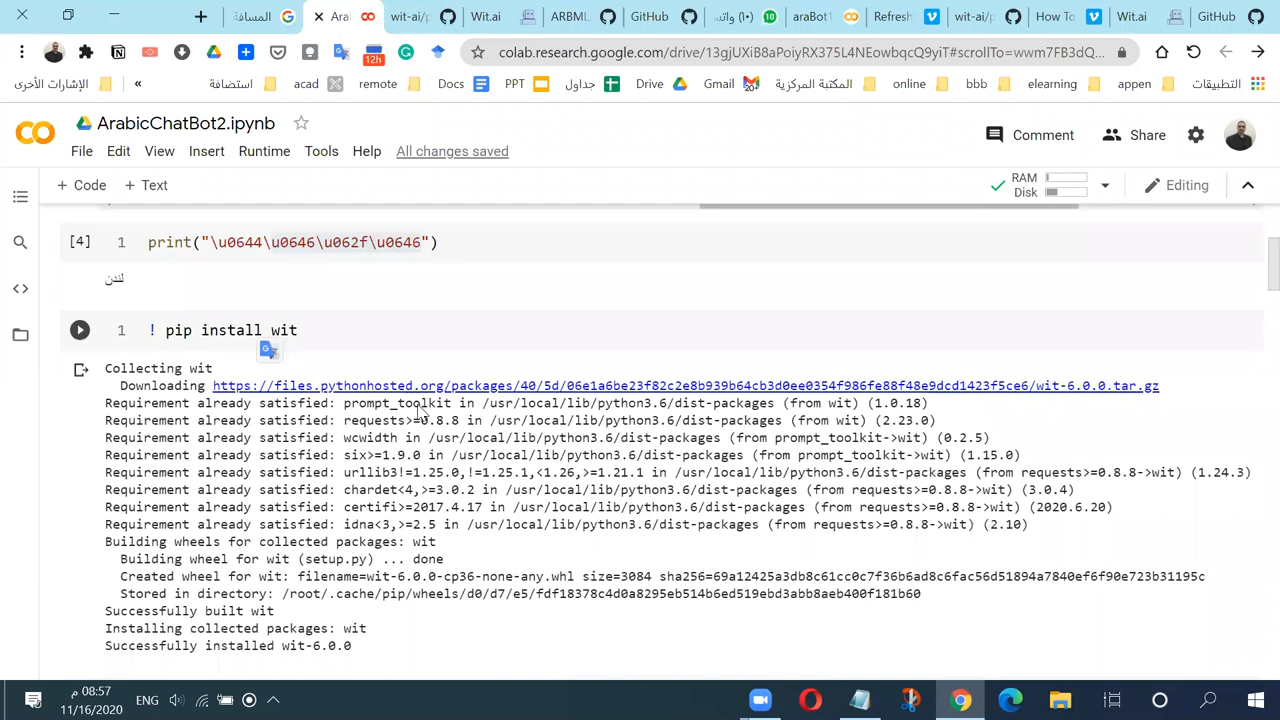 المسافة
Ara
wit-ai/p
Wit.ai
ARBML
GitHub
واتس (٨)
araBot1
Refresh
wit-ai/p
How To
Wit.ai
GitHub
colab.research.google.com/drive/13gjUXiB8aPoiyR875L4NEowbqcQ9yiT#scrollTo=wwm7FB3Gt...
12h
الإشارات الأخرى
«
استضافة
acad
remote
Docs
PPT
جداول
Drive
Gmail
20+
المكتبة المركزية
online
bbb
elearning
appen
التطبيقات
ArabicChatBot2.ipynb
Comment
Share
File Edit View Insert Runtime Tools Help All changes saved
+ Code + Text
RAM
Disk
Editing
[4] 1 print("\u0644\u0646\u062f\u0646")
لندن
1 ! pip install wit
Collecting wit
Downloading https://files.pythonhosted.org/packages/40/5d/06e1a6be23f82c2e8b939b64cb3d0ee0354f986fe88f48e9dcd1423f5ce6/wit-6.0.0.tar.gz
Requirement already satisfied: prompt_toolkit in /usr/local/lib/python3.6/dist-packages (from wit) (1.0.18)
Requirement already satisfied: requests>=0.8.8 in /usr/local/lib/python3.6/dist-packages (from wit) (2.23.0)
Requirement already satisfied: wcwidth in /usr/local/lib/python3.6/dist-packages (from prompt_toolkit->wit) (0.2.5)
Requirement already satisfied: six>=1.9.0 in /usr/local/lib/python3.6/dist-packages (from prompt_toolkit->wit) (1.15.0)
Requirement already satisfied: urllib3!=1.25.0,!=1.25.1,<1.26,>=1.21.1 in /usr/local/lib/python3.6/dist-packages (from requests>=0.8.8->wit) (1.24.3)
Requirement already satisfied: chardet<4,>=3.0.2 in /usr/local/lib/python3.6/dist-packages (from requests>=0.8.8->wit) (3.0.4)
Requirement already satisfied: certifi>=2017.4.17 in /usr/local/lib/python3.6/dist-packages (from requests>=0.8.8->wit) (2020.6.20)
Requirement already satisfied: idna<3,>=2.5 in /usr/local/lib/python3.6/dist-packages (from requests>=0.8.8->wit) (2.10)
Building wheels for collected packages: wit
Building wheel for wit (setup.py) ... done
Created wheel for wit: filename=wit-6.0.0-cp36-none-any.whl size=3084 sha256=69a12425a3db8c61cc0c7f36b6ad8c6fac56d51894a7840ef6f90e723b31195c
Stored in directory: /root/.cache/pip/wheels/d0/d7/e5/fdf18378c4d0a8295eb514b6ed519ebd3abb8aeb400f181b60
Successfully built wit
Installing collected packages: wit
Successfully installed wit-6.0.0
م 08:57
11/16/2020
ENG